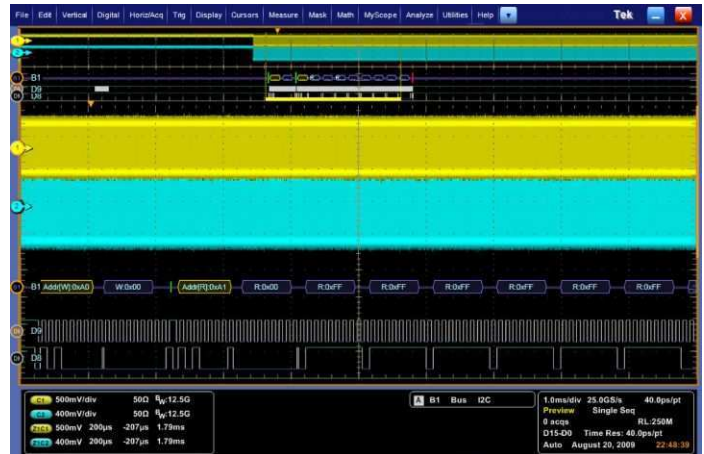 File Edit Vertical Digital Horiz/Acq Trig Display Cursors Measure Mask Math MyScope Analyze Utilities Help Tek X
1
2
B1
D9
D8
1
2
B1 Addr[W]:0xA0 W:0x00 Addr[R]:0xA1 R:0x00 R:0xFF R:0xFF R:0xFF R:0xFF R:0xFF R:0xFF
D9
D8
C1 500mV/div 50Ω BW:12.5G
C2 400mV/div 50Ω BW:12.5G
Z1C1 500mV 200µs -207µs 1.79ms
Z1C2 400mV 200µs -207µs 1.79ms
A B1 Bus I2C
1.0ms/div 25.0GS/s 40.0ps/pt
Preview Single Seq
0 acqs RL:250M
D15-D0 Time Res: 40.0ps/pt
Auto August 20, 2009 22:48:39